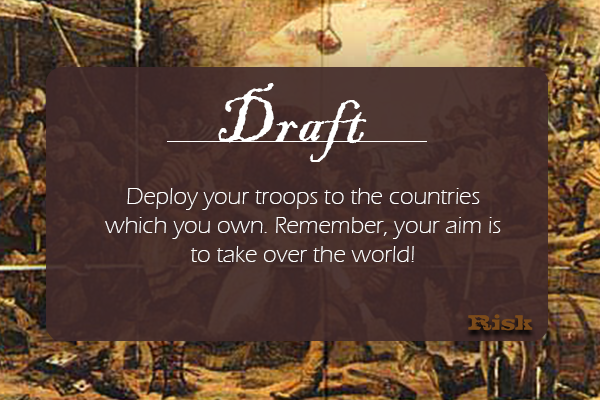 Draft
Deploy your troops to the countries
which you own. Remember, your aim is
to take over the world!
Risk